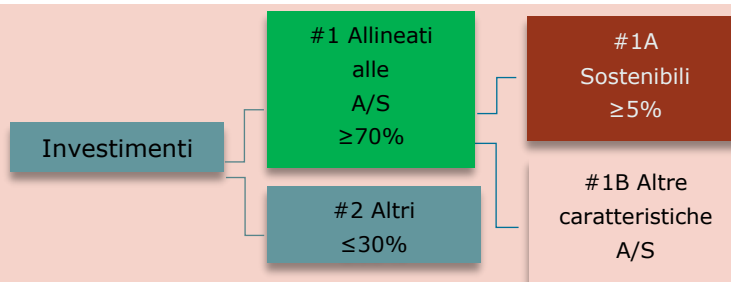 Investimenti
#1 Allineati
alle
A/S
≥70%
#2 Altri
≤30%
#1A
Sostenibili
≥5%
#1B Altre
caratteristiche
A/S